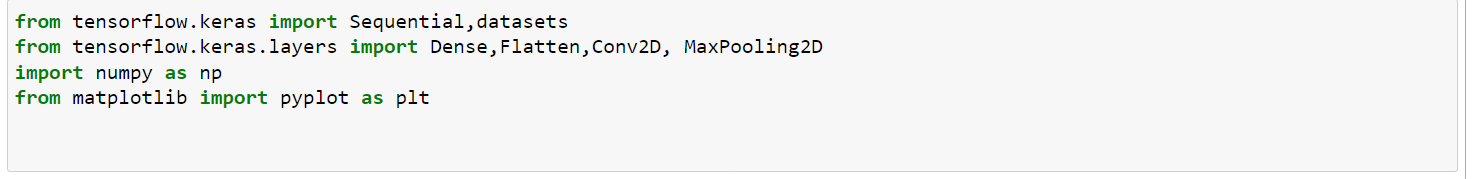 from tensorflow.keras import Sequential,datasets
from tensorflow.keras.layers import Dense,Flatten,Conv2D, MaxPooling2D
import numpy as np
from matplotlib import pyplot as plt